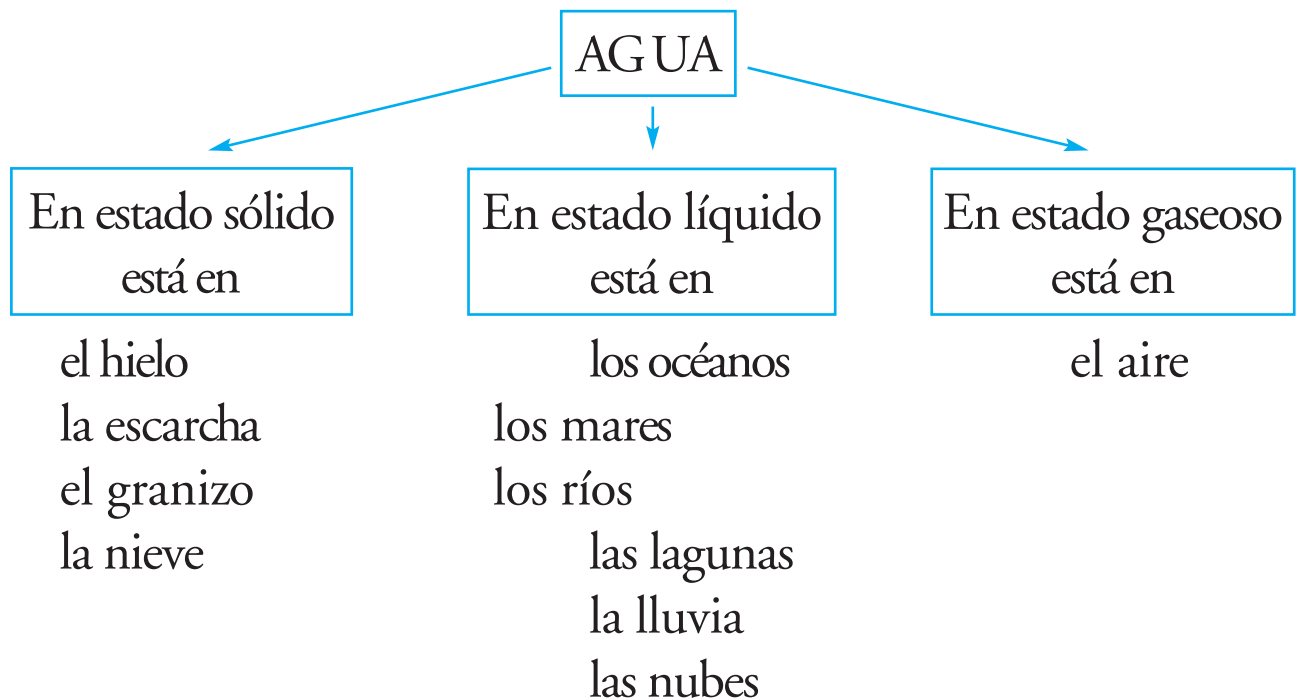 AGUA
En estado sólido
está en
el hielo
la escarcha
el granizo
la nieve
En estado líquido
está en
los océanos
los mares
los ríos
las lagunas
la lluvia
las nubes
En estado gaseoso
está en
el aire